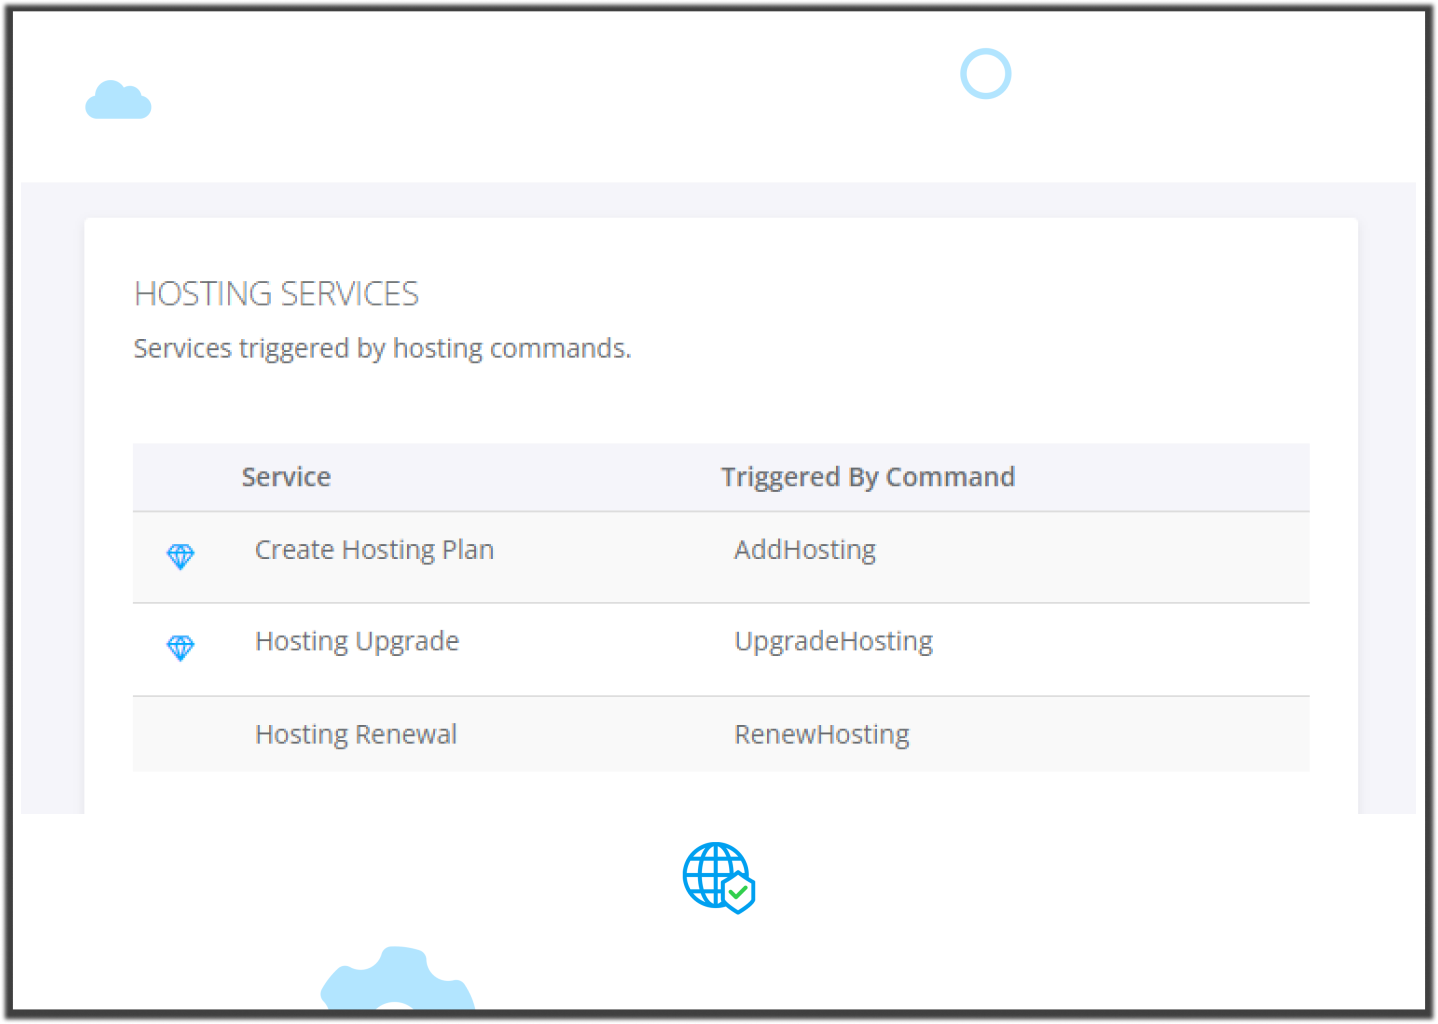 HOSTING SERVICES
Services triggered by hosting commands.
Service Triggered By Command
Create Hosting Plan AddHosting
Hosting Upgrade UpgradeHosting
Hosting Renewal RenewHosting